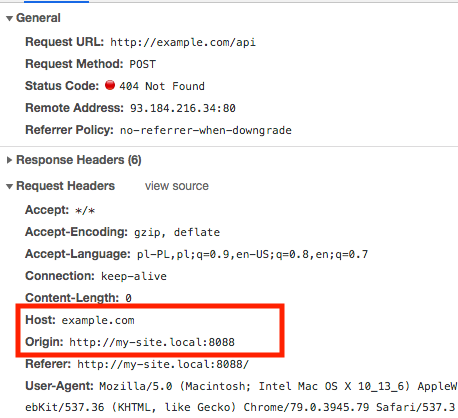 General
Request URL: http://example.com/api
Request Method: POST
Status Code: 404 Not Found
Remote Address: 93.184.216.34:80
Referrer Policy: no-referrer-when-downgrade
Response Headers (6)
Request Headers view source
Accept: */*
Accept-Encoding: gzip, deflate
Accept-Language: pl-PL,pl;q=0.9,en-US;q=0.8,en;q=0.7
Connection: keep-alive
Content-Length: 0
Host: example.com
Origin: http://my-site.local:8088
Referer: http://my-site.local:8088/
User-Agent: Mozilla/5.0 (Macintosh; Intel Mac OS X 10_13_6) AppleW
ebKit/537.36 (KHTML, like Gecko) Chrome/79.0.3945.79 Safari/537.3